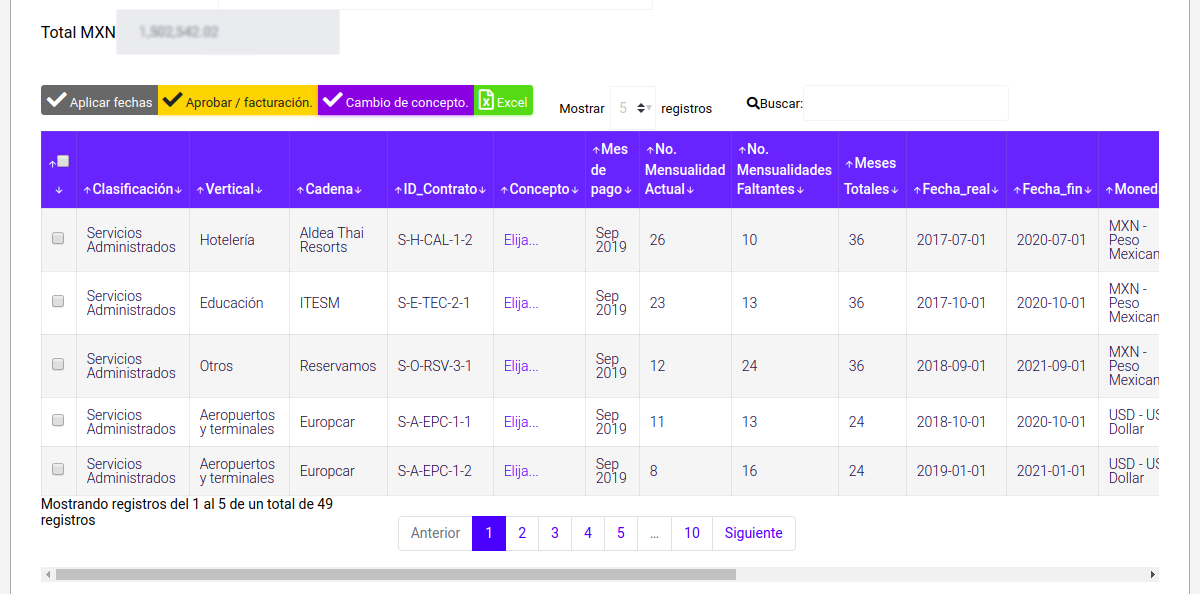 Total MXN
Aplicar fechas Aprobar / facturación. Cambio de concepto. Excel Mostrar 5 registros Buscar:
Clasificación Vertical Cadena ID_Contrato Concepto Mes de pago No. Mensualidad Actual No. Mensualidades Faltantes Meses Totales Fecha_real Fecha_fin Moned
Servicios Administrados Hotelería Aldea Thai Resorts S-H-CAL-1-2 Elija... Sep 2019 26 10 36 2017-07-01 2020-07-01 MXN - Peso Mexican
Servicios Administrados Educación ITESM S-E-TEC-2-1 Elija... Sep 2019 23 13 36 2017-10-01 2020-10-01 MXN - Peso Mexican
Servicios Administrados Otros Reservamos S-O-RSV-3-1 Elija... Sep 2019 12 24 36 2018-09-01 2021-09-01 MXN - Peso Mexican
Servicios Administrados Aeropuertos y terminales Europcar S-A-EPC-1-1 Elija... Sep 2019 11 13 24 2018-10-01 2020-10-01 USD - US Dollar
Servicios Administrados Aeropuertos y terminales Europcar S-A-EPC-1-2 Elija... Sep 2019 8 16 24 2019-01-01 2021-01-01 USD - US Dollar
Mostrando registros del 1 al 5 de un total de 49
registros
Anterior 1 2 3 4 5 ... 10 Siguiente